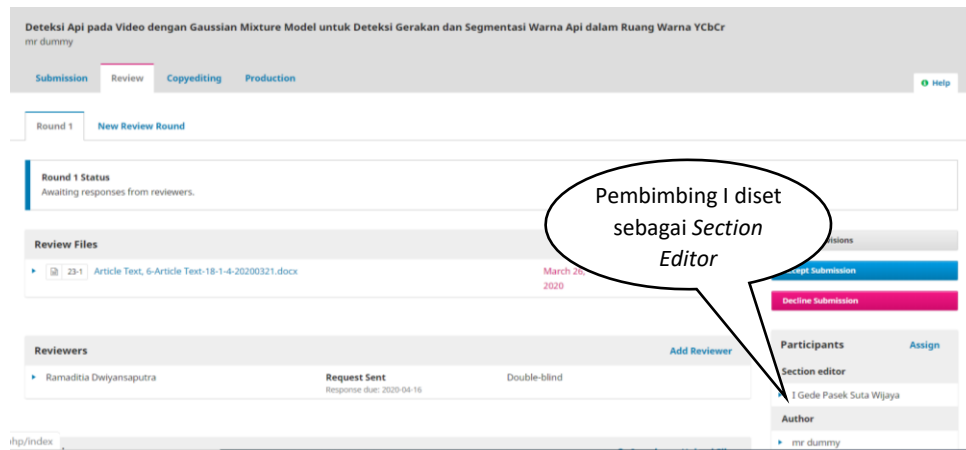 Deteksi Api pada Video dengan Gaussian Mixture Model untuk Deteksi Gerakan dan Segmentasi Warna Api dalam Ruang Warna YCbCr
mr dummy
Submission Review Copyediting Production
Help
Round 1 New Review Round
Round 1 Status
Awaiting responses from reviewers.
Pembimbing I diset
sebagai Section
Editor
Review Files
23-1 Article Text, 6-Article Text-18-1-4-20200321.docx
March 26,
2020
Submission
Decline Submission
Reviewers Add Reviewer
Ramaditia Dwiyansaputra Request Sent Double-blind
Response due: 2020-04-16
Participants Assign
Section editor
I Gede Pasek Suta Wijaya
Author
mr dummy
hp/index